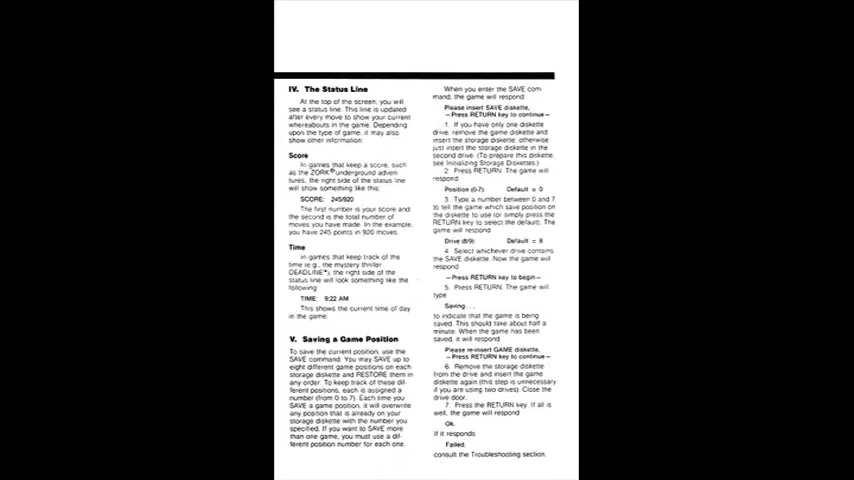 IV. The Status Line
At the top of the screen, you will
see a status line. This line is updated
after every move to show your current
whereabouts in the game. Depending
upon the type of game, it may also
show other information:
Score
In games that keep a score, such
as the ZORK® underground adven-
tures, the right side of the status line
will show something like this:
SCORE: 245/920
The first number is your score and
the second is the total number of
moves you have made. In the example,
you have 245 points in 920 moves.
Time
In games that keep track of the
time (e.g., the mystery thriller
DEADLINE™), the right side of the
status line will look something like the
following:
TIME: 9:22 AM
This shows the current time of day
in the game.
V. Saving a Game Position
To save the current position, use the
SAVE command. You may SAVE up to
eight different game positions on each
storage diskette and RESTORE them in
any order. To keep track of these dif-
ferent positions, each is assigned a
number (from 0 to 7). Each time you
SAVE a game position, it will overwrite
any position that is already on your
storage diskette with the number you
specified. If you want to SAVE more
than one game, you must use a dif-
ferent position number for each one.
When you enter the SAVE com-
mand, the game will respond
Please insert SAVE diskette,
—Press RETURN key to continue—
1. If you have only one diskette
drive, remove the game diskette and
insert the storage diskette; otherwise
just insert the storage diskette in the
second drive. (To prepare this diskette,
see Initializing Storage Diskettes.)
2. Press RETURN. The game will
respond
Position (0-7): Default = 0
3. Type a number between 0 and 7
to tell the game which save position on
the diskette to use (or simply press the
RETURN key to select the default). The
game will respond
Drive (8/9): Default = 8
4. Select whichever drive contains
the SAVE diskette. Now the game will
respond
—Press RETURN key to begin—
5. Press RETURN. The game will
type
Saving...
to indicate that the game is being
saved. This should take about half a
minute. When the game has been
saved, it will respond
Please re-insert GAME diskette,
—Press RETURN key to continue—
6. Remove the storage diskette
from the drive and insert the game
diskette again (this step is unnecessary
if you are using two drives). Close the
drive door.
7. Press the RETURN key. If all is
well, the game will respond
Ok.
If it responds
Failed.
consult the Troubleshooting section.